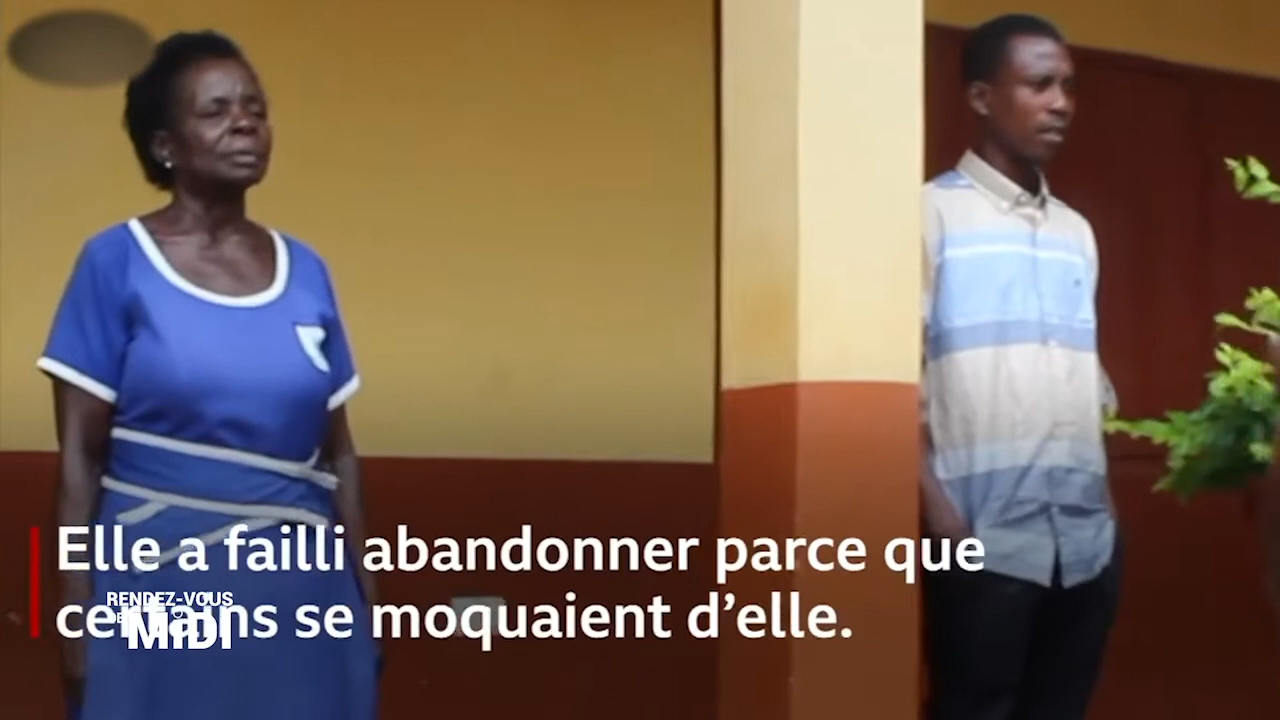 Elle a failli abandonner parce que
certains se moquaient d’elle.
RENDEZ-VOUS
MIDI